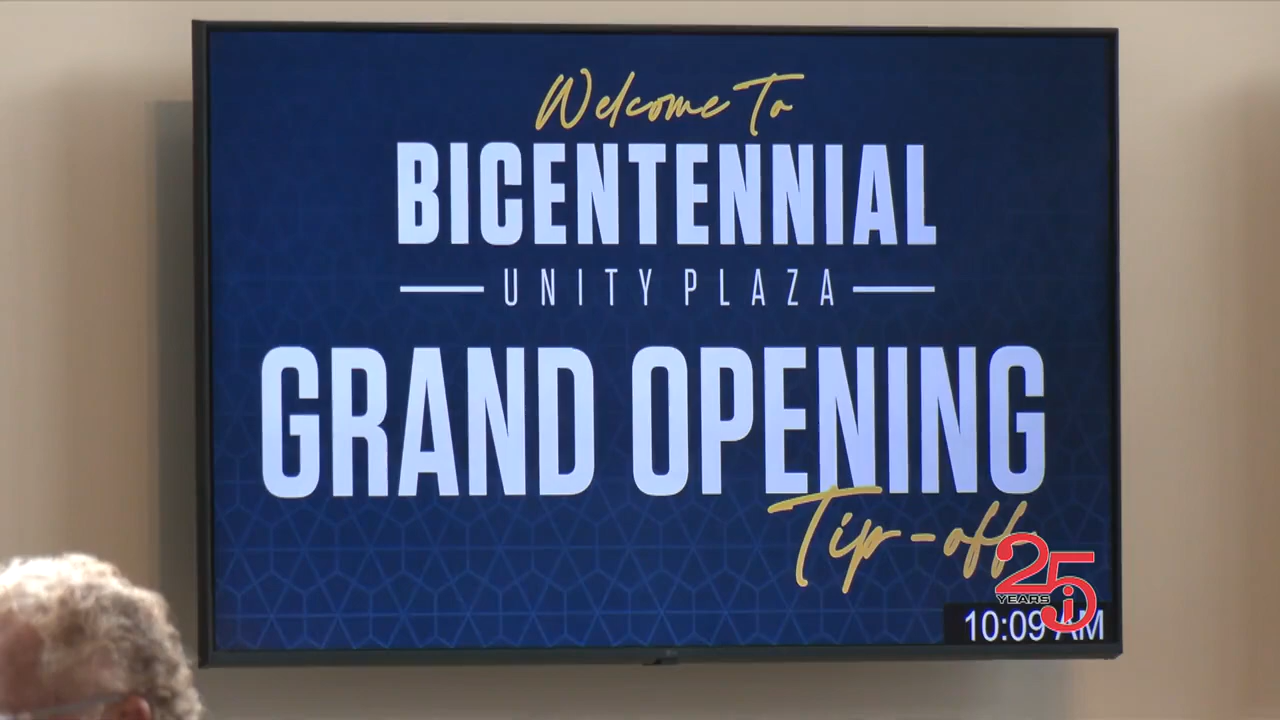 Welcome To
BICENTENNIAL
UNITY PLAZA
GRAND OPENING
Tip-off
25
YEARS i
10:09 AM